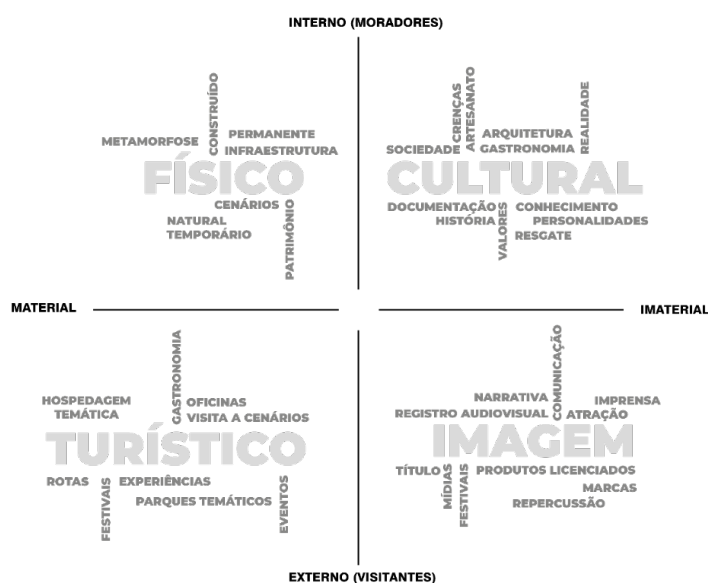 INTERNO (MORADORES)
CONSTRUÍDO
METAMORFOSE
PERMANENTE
INFRAESTRUTURA
FÍSICO
CENÁRIOS
NATURAL
TEMPORÁRIO
PATRIMÔNIO
CRENÇAS
ARTESANATO
REALIDADE
ARQUITETURA
SOCIEDADE
GASTRONOMIA
CULTURAL
DOCUMENTAÇÃO
CONHECIMENTO
HISTÓRIA
VALORES
PERSONALIDADES
RESGATE
MATERIAL
IMATERIAL
GASTRONOMIA
HOSPEDAGEM
TEMÁTICA
OFICINAS
VISITA A CENÁRIOS
TURÍSTICO
ROTAS
FESTIVAIS
EXPERIÊNCIAS
PARQUES TEMÁTICOS
EVENTOS
COMUNICAÇÃO
NARRATIVA
IMPRENSA
REGISTRO AUDIOVISUAL
ATRAÇÃO
IMAGEM
TÍTULO
MÍDIAS
FESTIVAIS
PRODUTOS LICENCIADOS
MARCAS
REPERCUSSÃO
EXTERNO (VISITANTES)